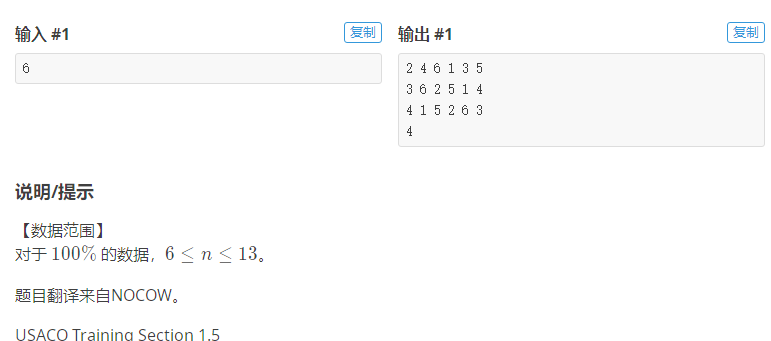 输入 #1
复制
6
输出 #1
复制
2 4 6 1 3 5
3 6 2 5 1 4
4 1 5 2 6 3
4
说明/提示
【数据范围】
对于 100% 的数据，6 ≤ n ≤ 13。
题目翻译来自NOCOW。
USACO Training Section 1.5